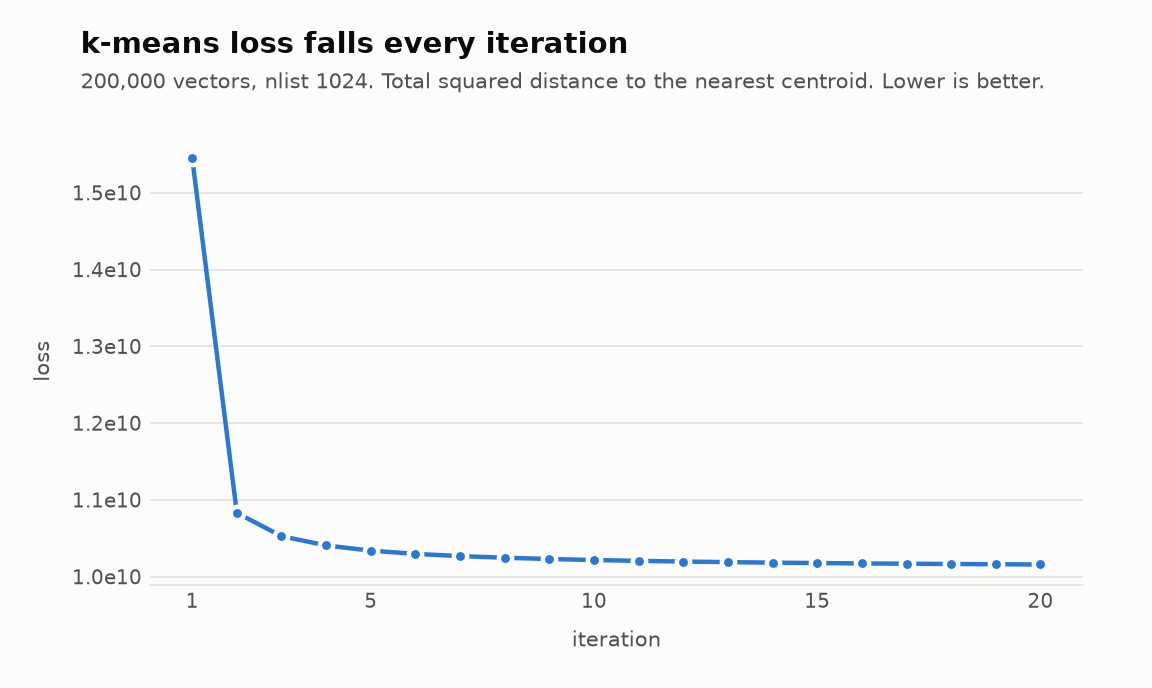 k-means loss falls every iteration
200,000 vectors, nlist 1024. Total squared distance to the nearest centroid. Lower is better.
1.5e10
1.4e10
1.3e10
1.2e10
1.1e10
1.0e10
loss
1 5 10 15 20
iteration